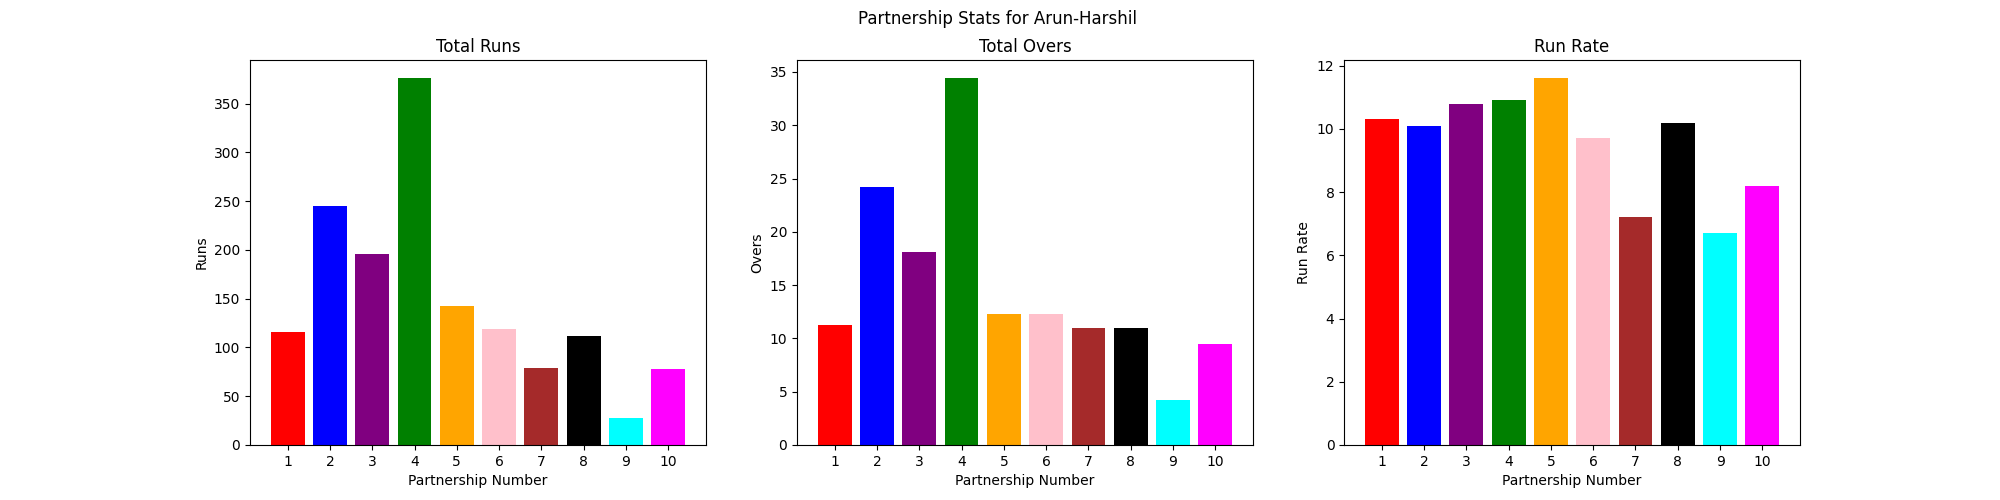 Partnership Stats for Arun-Harshil
Total Runs
Runs
350
300
250
200
150
100
50
0
1 2 3 4 5 6 7 8 9 10
Partnership Number
Total Overs
Overs
35
30
25
20
15
10
5
0
1 2 3 4 5 6 7 8 9 10
Partnership Number
Run Rate
Run Rate
12
10
8
6
4
2
0
1 2 3 4 5 6 7 8 9 10
Partnership Number